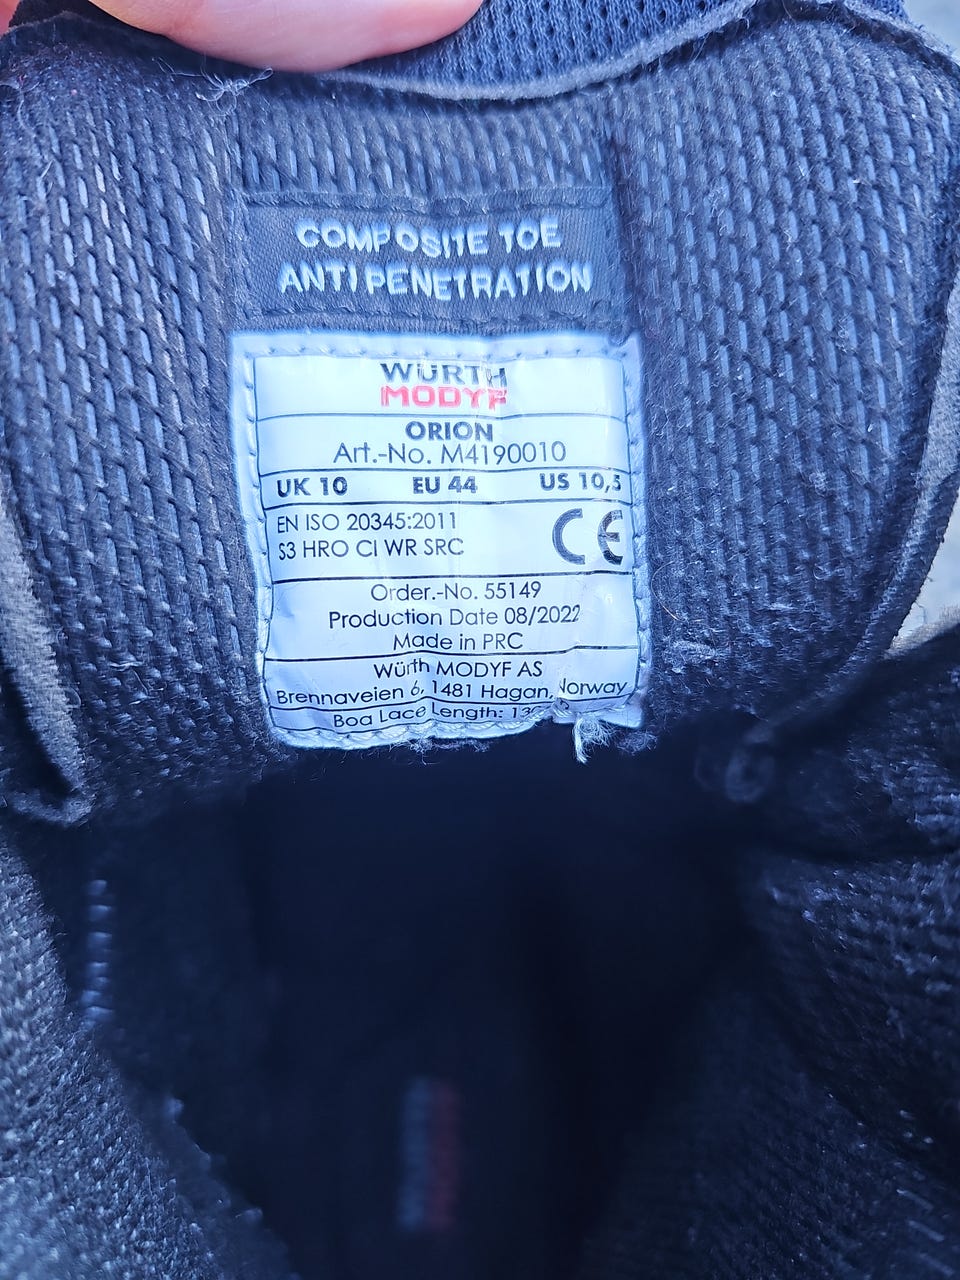 COMPOSITE TOE
ANTI PENETRATION
WÜRTH
MODYF
ORION
Art.-No. M4190010
UK 10 EU 44 US 10,5
EN ISO 20345:2011
S3 HRO CI WR SRC
CE
Order.-No. 55149
Production Date 08/2022
Made in PRC
Würth MODYF AS
Brennaveien 6, 1481 Hagan, Norway
Boa Lace Length: